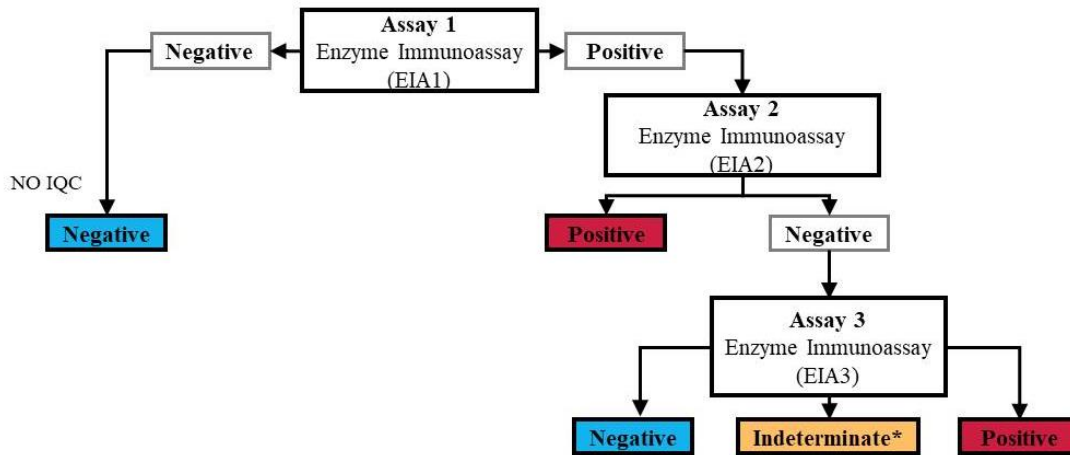 Assay 1
Enzyme Immunoassay
(EIA1)
Negative
Positive
Assay 2
Enzyme Immunoassay
(EIA2)
NO IQC
Negative
Positive
Negative
Assay 3
Enzyme Immunoassay
(EIA3)
Negative
Indeterminate*
Positive